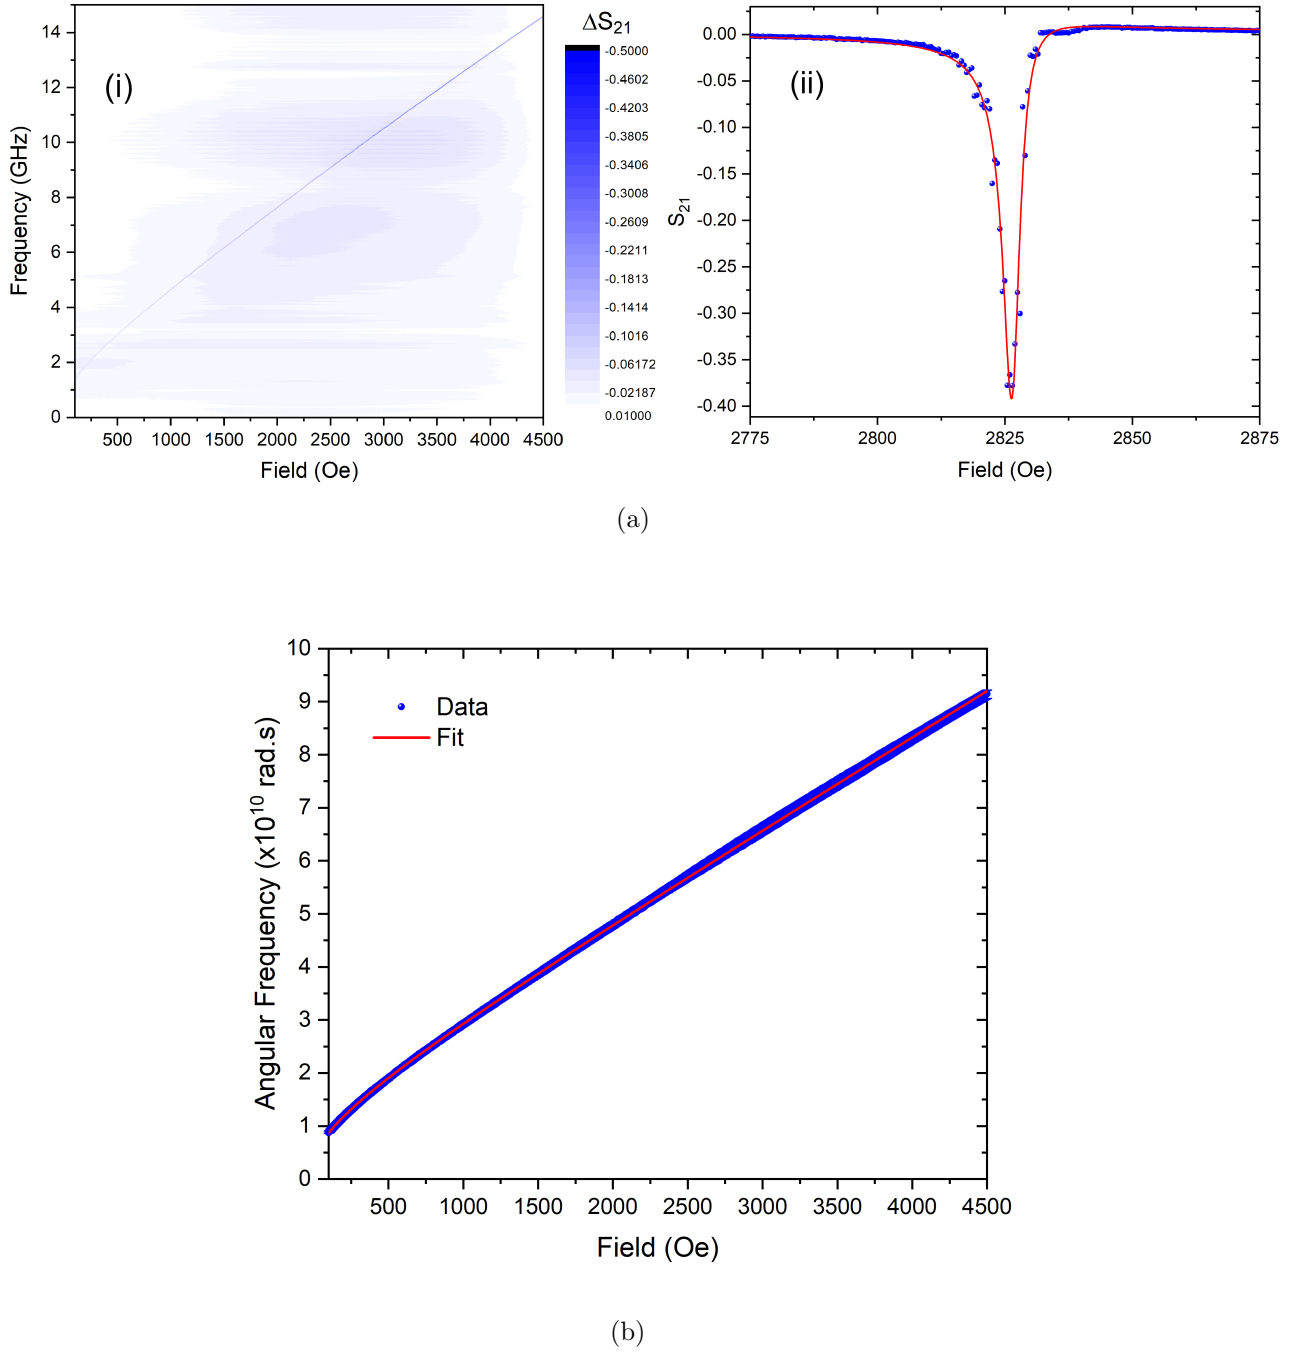 (i)
14
12
10
8
6
4
2
0
Frequency (GHz)
500 1000 1500 2000 2500 3000 3500 4000 4500
Field (Oe)
ΔS21
-0.5000
-0.4602
-0.4203
-0.3805
-0.3406
-0.3008
-0.2609
-0.2211
-0.1813
-0.1414
-0.1016
-0.06172
-0.02187
0.01000
(ii)
0.00
-0.05
-0.10
-0.15
-0.20
-0.25
-0.30
-0.35
-0.40
S21
2775 2800 2825 2850 2875
Field (Oe)
(a)
10
9
8
7
6
5
4
3
2
1
0
Angular Frequency (x10^10 rad.s)
Data
Fit
500 1000 1500 2000 2500 3000 3500 4000 4500
Field (Oe)
(b)